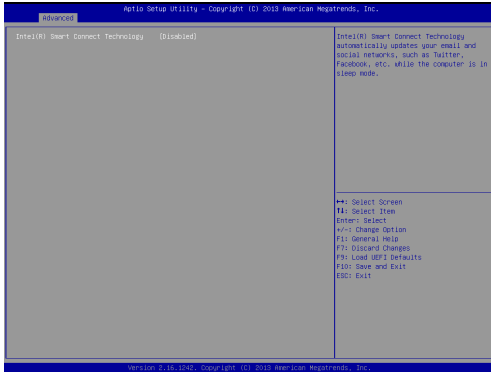 Aptio Setup Utility – Copyright (C) 2013 American Megatrends, Inc.
Advanced
Intel(R) Smart Connect Technology [Disabled]
Intel(R) Smart Connect Technology
automatically updates your email and
social networks, such as Twitter,
Facebook, etc. while the computer is in
sleep mode.
↔: Select Screen
↑↓: Select Item
Enter: Select
+/-: Change Option
F1: General Help
F7: Discard Changes
F9: Load UEFI Defaults
F10: Save and Exit
ESC: Exit
Version 2.16.1242. Copyright (C) 2013 American Megatrends, Inc.